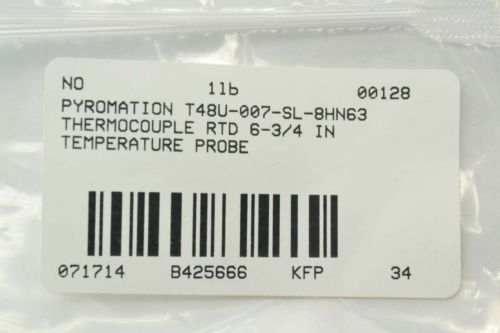 NO 1lb 00128
PYROMATION T48U-007-SL-8HN63
THERMOCOUPLE RTD 6-3/4 IN
TEMPERATURE PROBE
071714 B425666 KFP 34